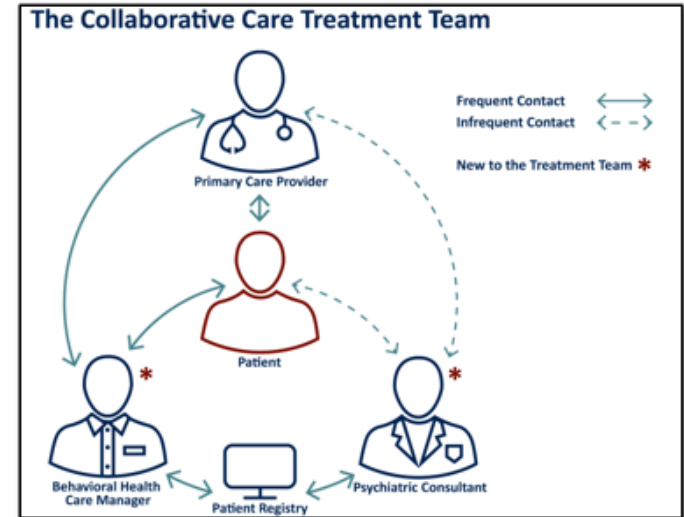 The Collaborative Care Treatment Team
Frequent Contact
Infrequent Contact
New to the Treatment Team *
Primary Care Provider
Patient
*
*
Behavioral Health
Care Manager
Patient Registry
Psychiatric Consultant